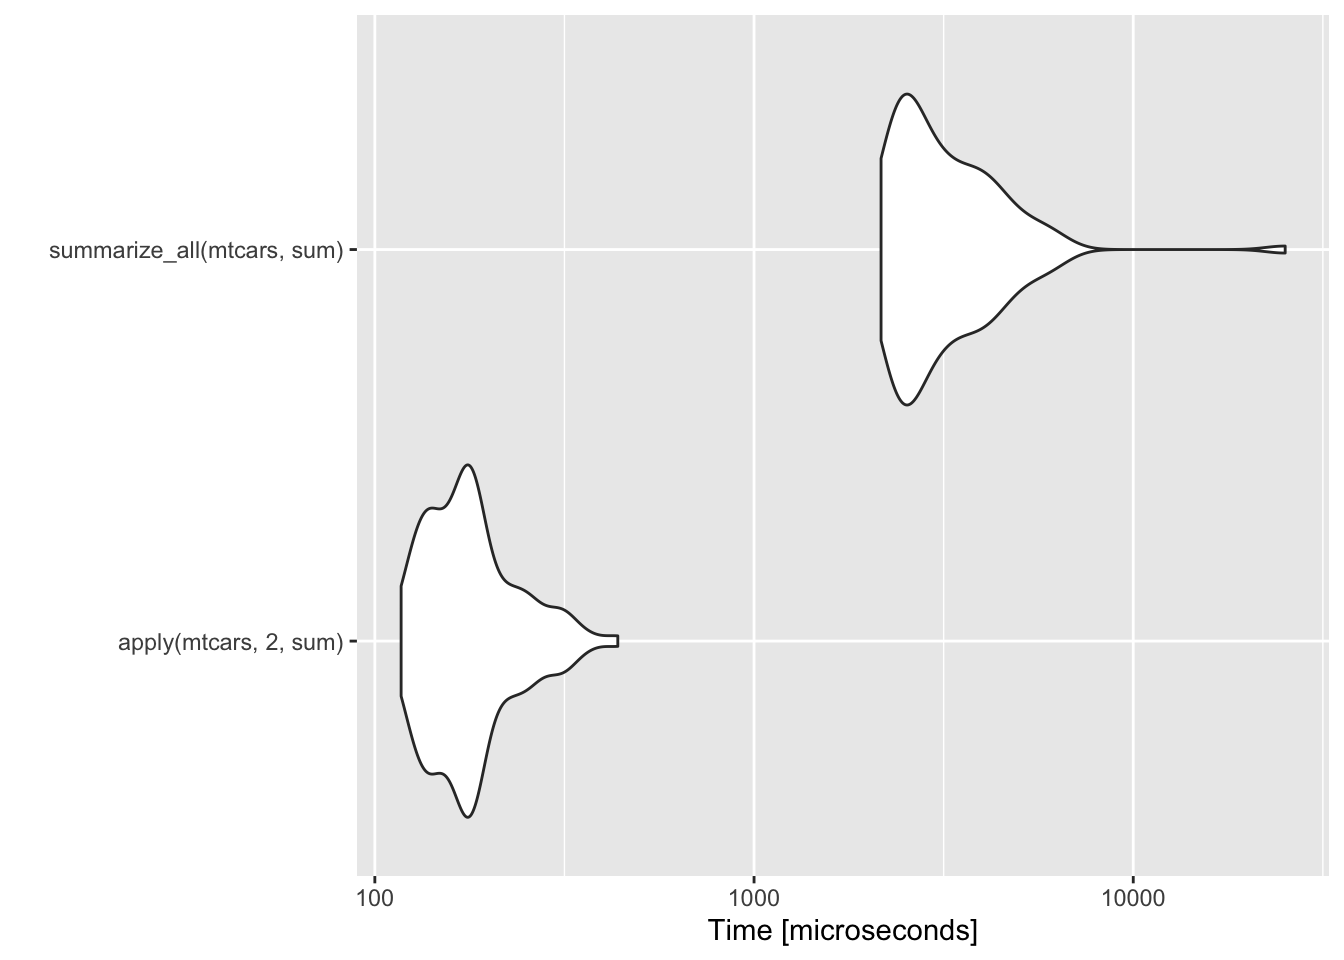 summarize_all(mtcars, sum)
apply(mtcars, 2, sum)
100
1000
10000
Time [microseconds]